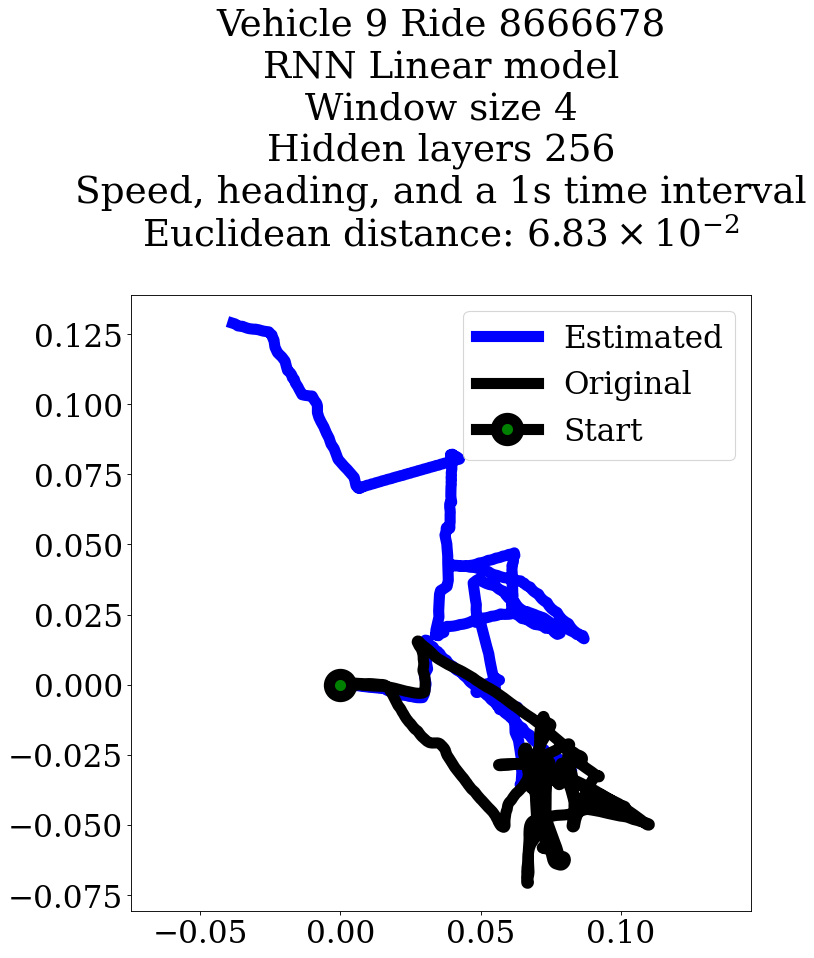 Vehicle 9 Ride 8666678
RNN Linear model
Window size 4
Hidden layers 256
Speed, heading, and a 1s time interval
Euclidean distance: 6.83 × 10⁻²
Estimated
Original
Start
0.125
0.100
0.075
0.050
0.025
0.000
−0.025
−0.050
−0.075
−0.05
0.00
0.05
0.10